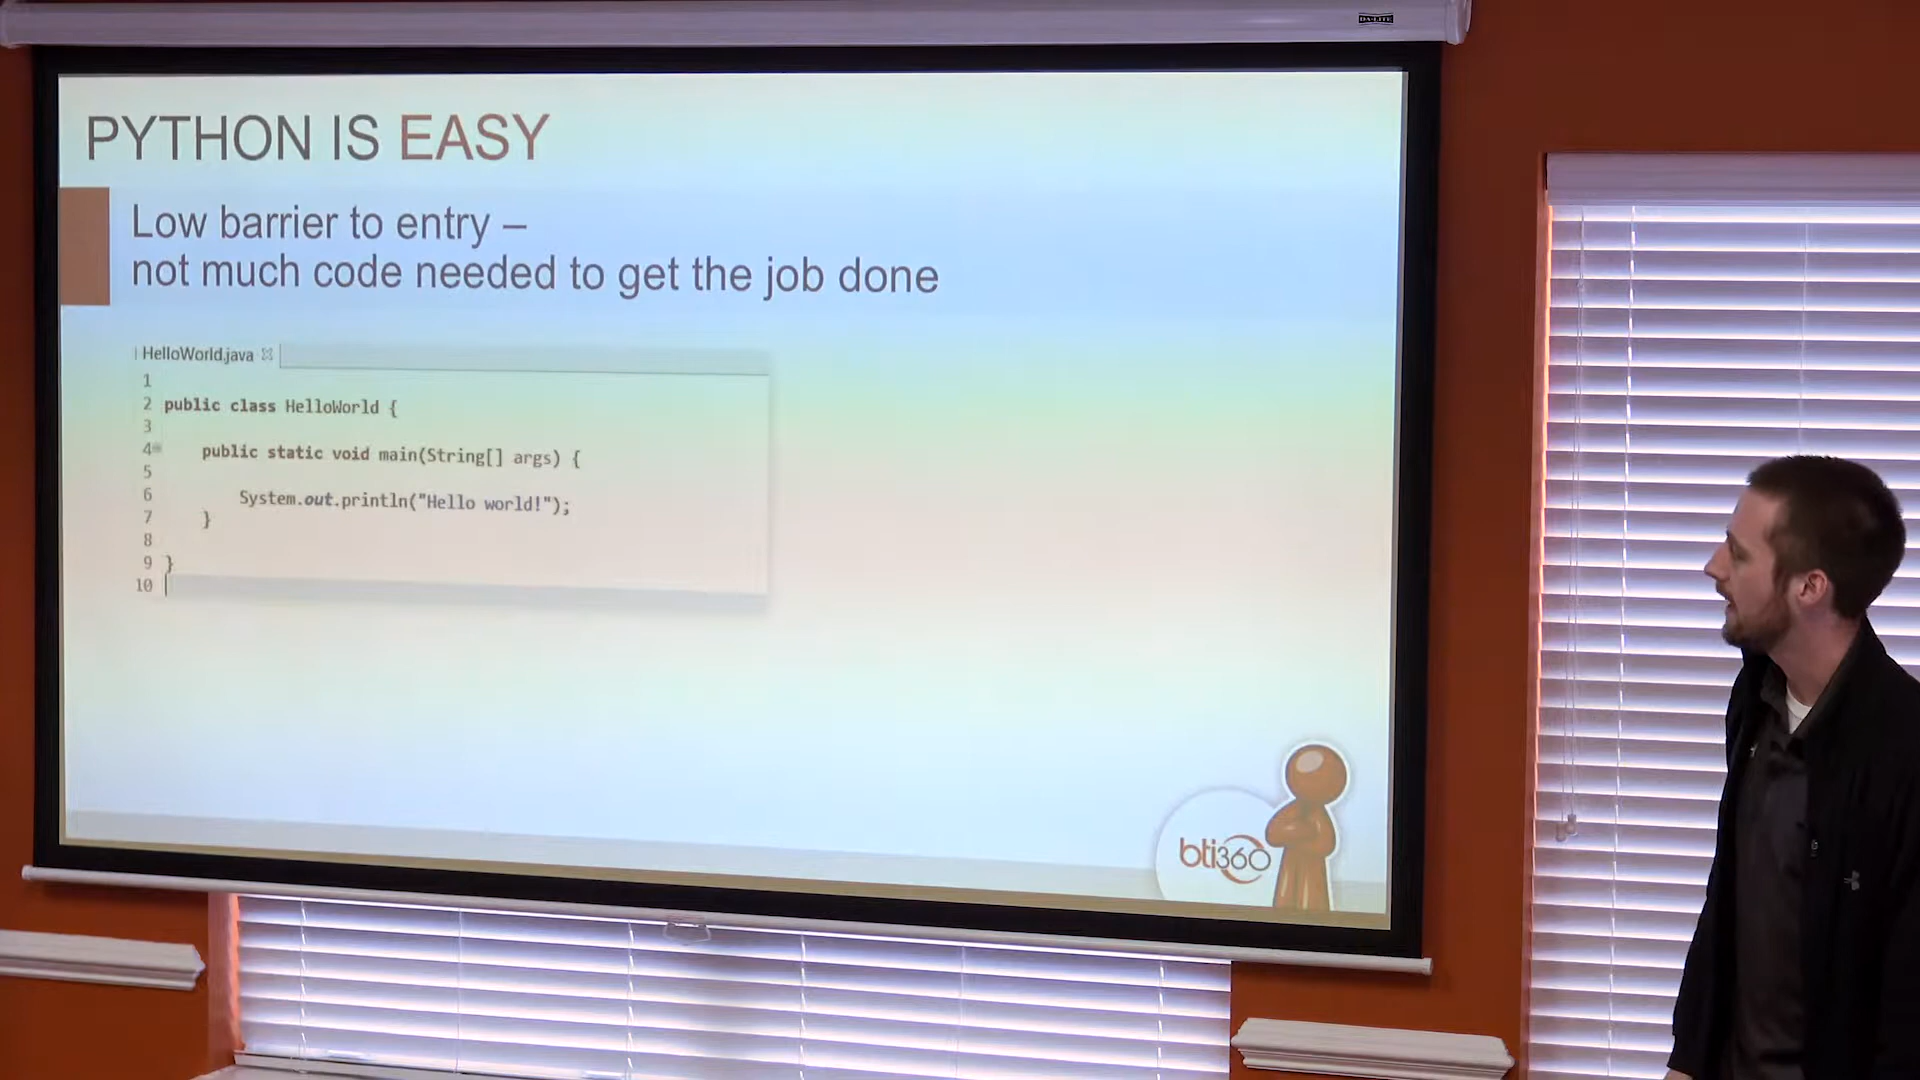 DA-LITE
PYTHON IS EASY
Low barrier to entry –
not much code needed to get the job done
HelloWorld.java
1
2 public class HelloWorld {
3
4 public static void main(String[] args) {
5
6 System.out.println("Hello world!");
7 }
8
9 }
10
bti360